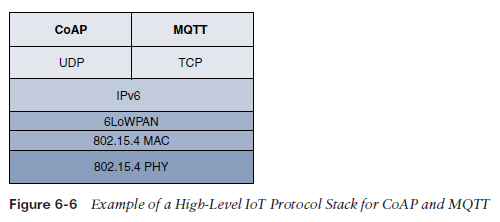 CoAP MQTT
UDP TCP
IPv6
6LoWPAN
802.15.4 MAC
802.15.4 PHY
Figure 6-6 Example of a High-Level IoT Protocol Stack for CoAP and MQTT